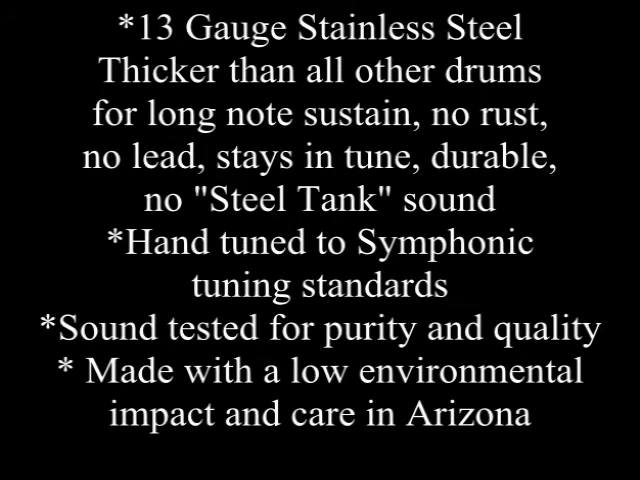 *13 Gauge Stainless Steel
Thicker than all other drums
for long note sustain, no rust,
no lead, stays in tune, durable,
no "Steel Tank" sound
*Hand tuned to Symphonic
tuning standards
*Sound tested for purity and quality
* Made with a low environmental
impact and care in Arizona